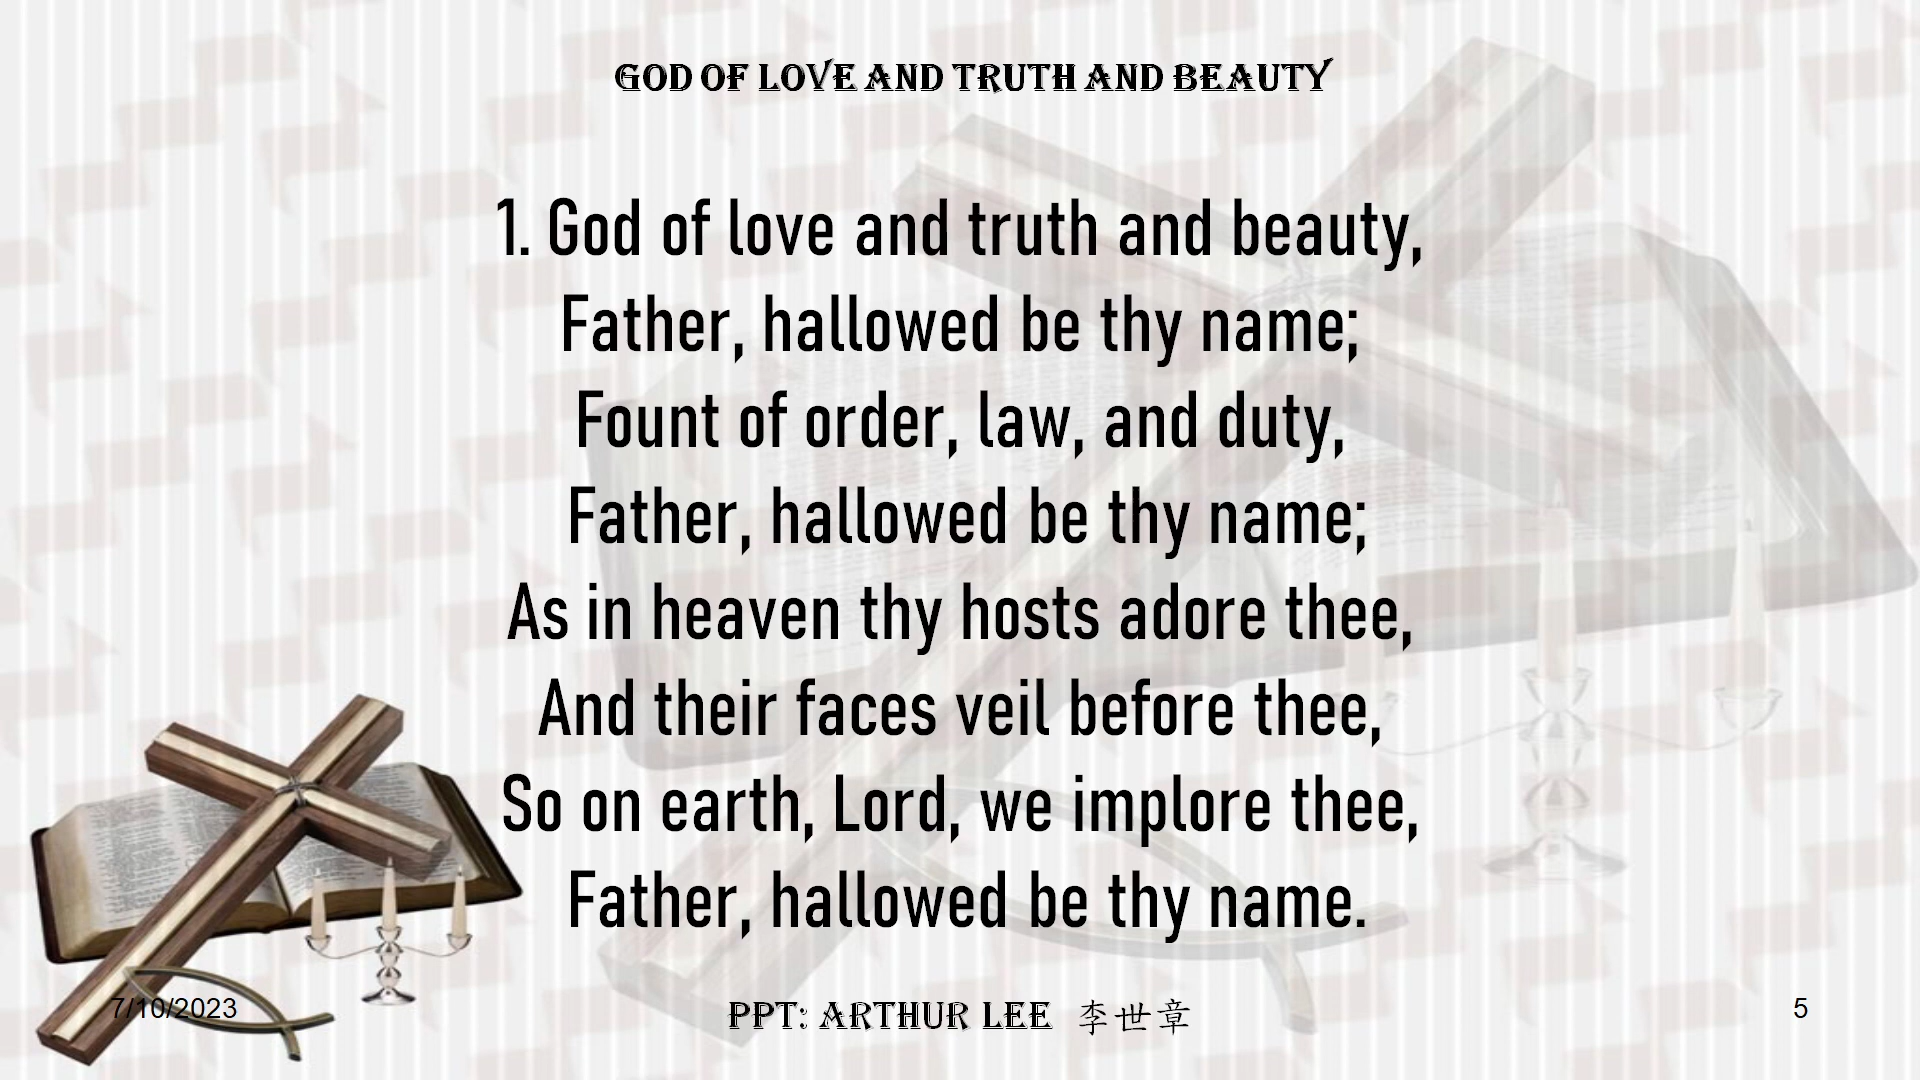 GOD OF LOVE AND TRUTH AND BEAUTY
1. God of love and truth and beauty,
Father, hallowed be thy name;
Fount of order, law, and duty,
Father, hallowed be thy name;
As in heaven thy hosts adore thee,
And their faces veil before thee,
So on earth, Lord, we implore thee,
Father, hallowed be thy name.
7/10/2023
PPT: ARTHUR LEE 李世章
5